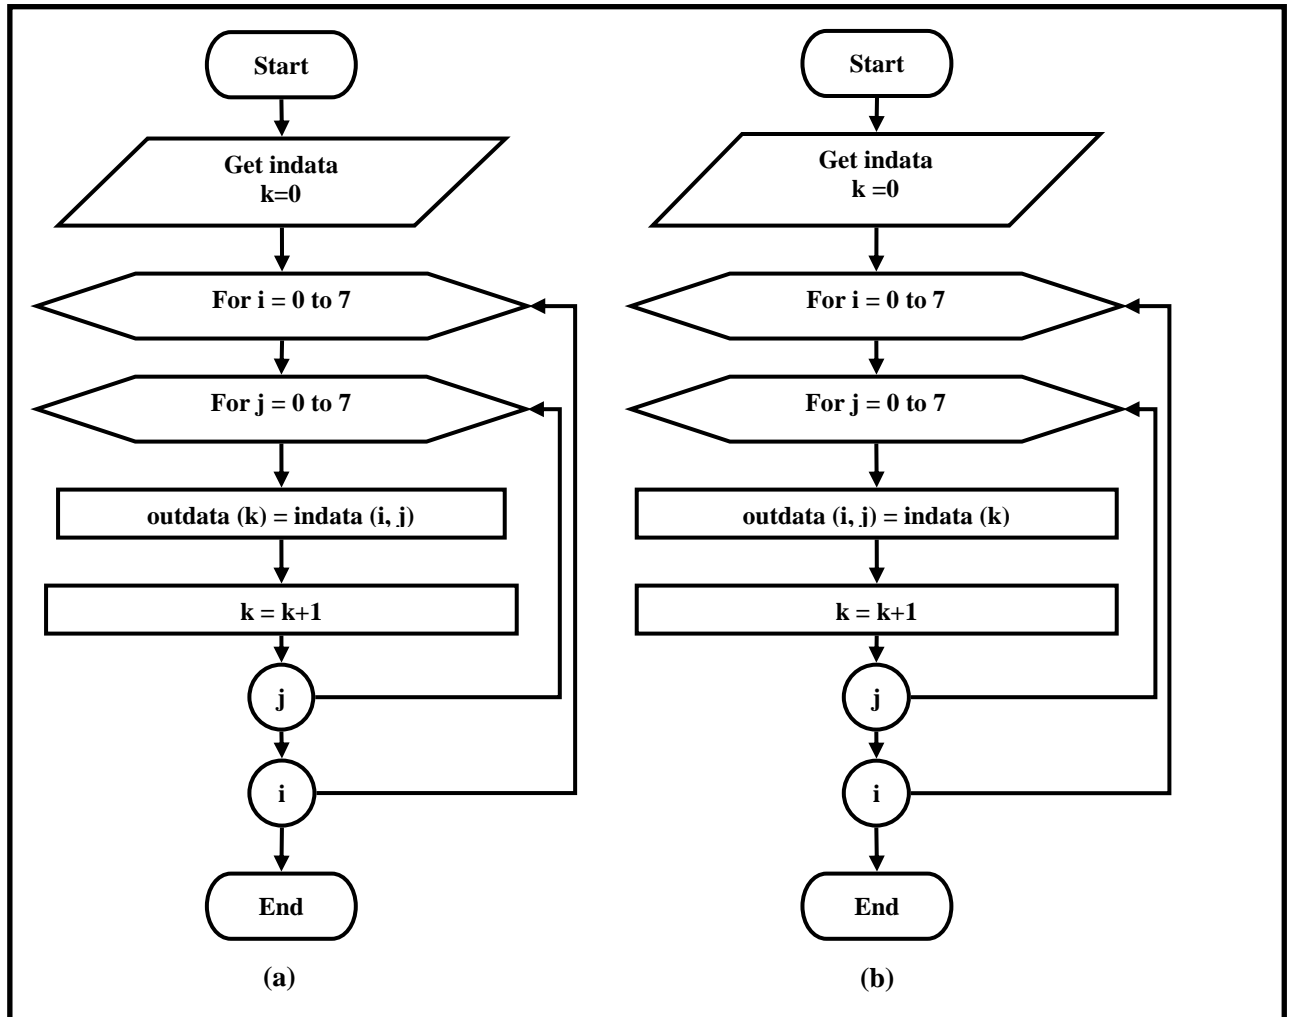 Start
Get indata
k=0
For i = 0 to 7
For j = 0 to 7
outdata (k) = indata (i, j)
k = k+1
j
i
End
(a)
Start
Get indata
k =0
For i = 0 to 7
For j = 0 to 7
outdata (i, j) = indata (k)
k = k+1
j
i
End
(b)